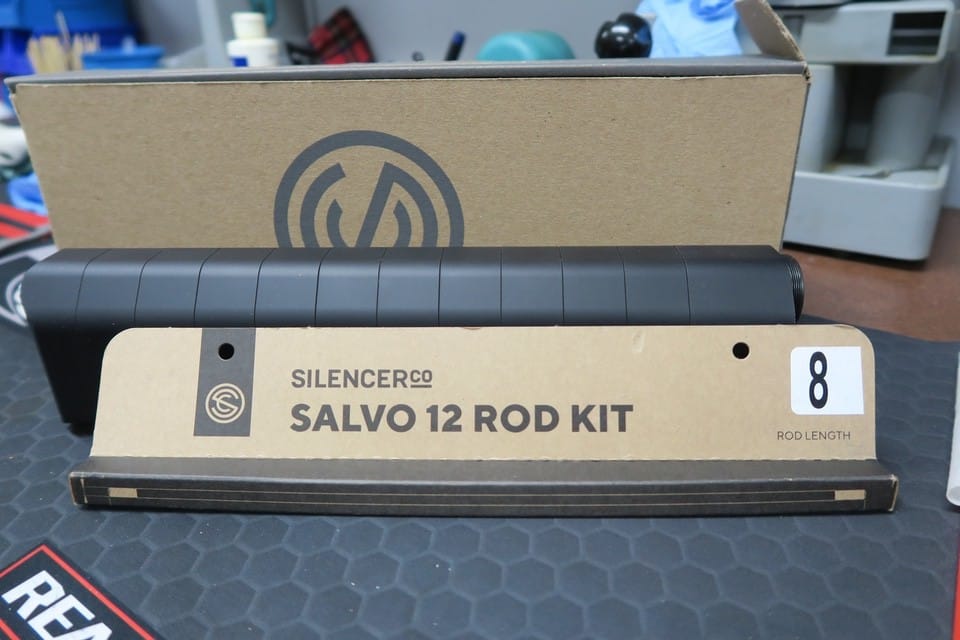 SILENCERCO
SALVO 12 ROD KIT
8
ROD LENGTH
REA